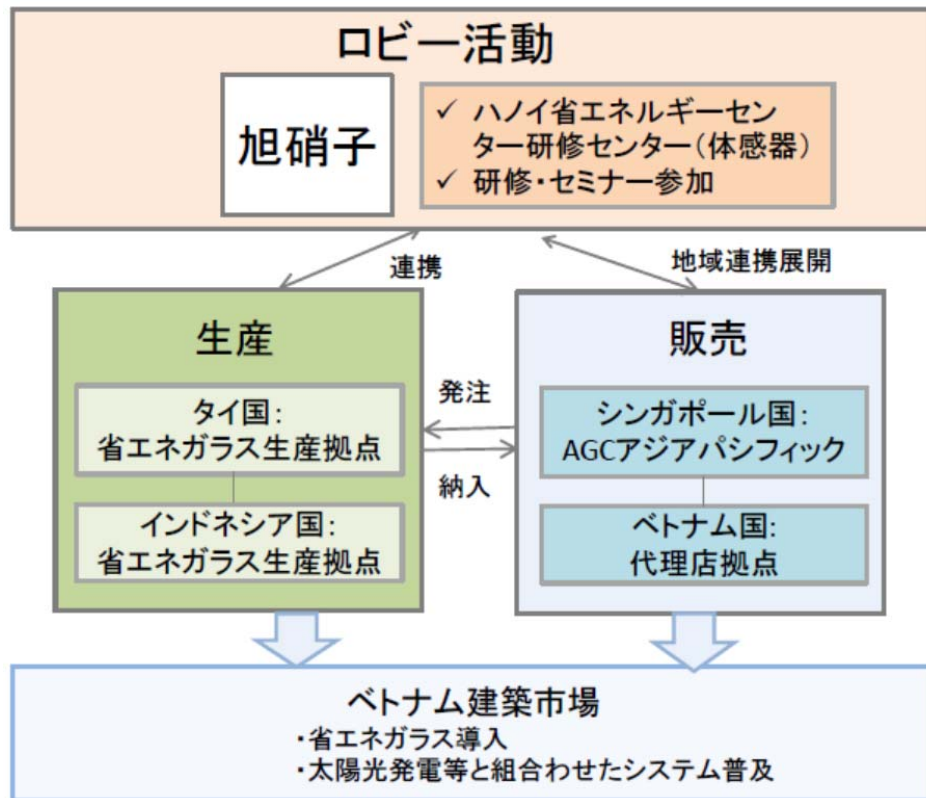 ロビー活動
旭硝子
✓ ハノイ省エネルギーセン
ター研修センター(体感器)
✓ 研修・セミナー参加
連携
地域連携展開
生産
タイ国:
省エネガラス生産拠点
インドネシア国:
省エネガラス生産拠点
発注
納入
販売
シンガポール国:
AGCアジアパシフィック
ベトナム国:
代理店拠点
ベトナム建築市場
・省エネガラス導入
・太陽光発電等と組合わせたシステム普及